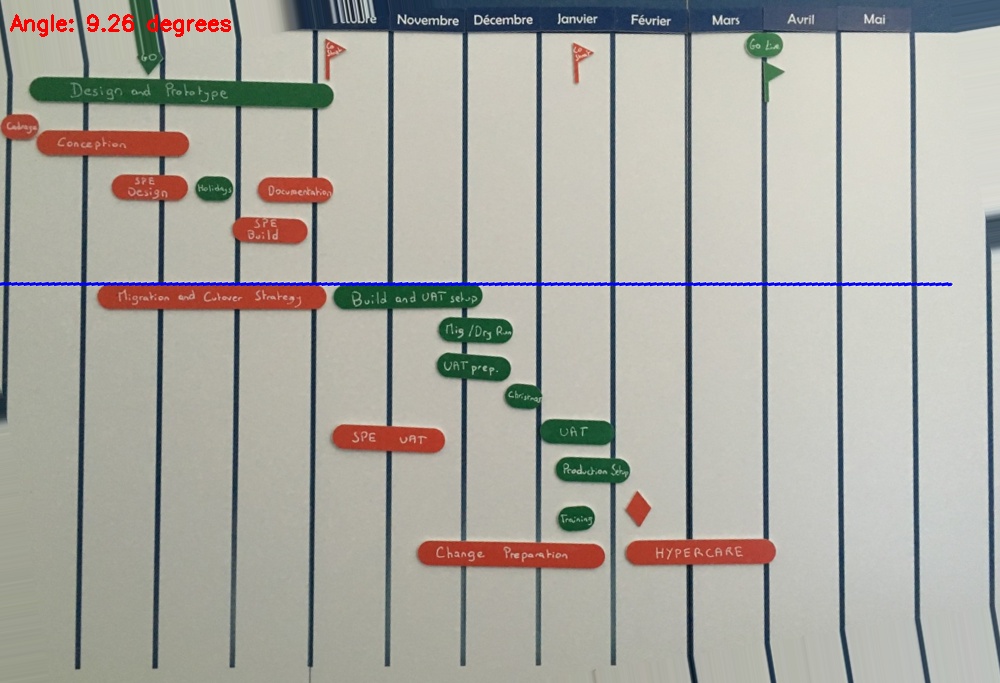 Angle: 9.26 degrees
Novembre
Décembre
Janvier
Février
Mars
Avril
Mai
GO
Go Live
Design and Prototype
Cadrage
Conception
SPE
Design
Holidays
Documentation
SPE
Build
Migration and Cutover Strategy
Build and UAT setup
Mig/Dry Run
UAT prep.
Christmas
UAT
SPE UAT
Production Setup
Training
Change Preparation
HYPERCARE